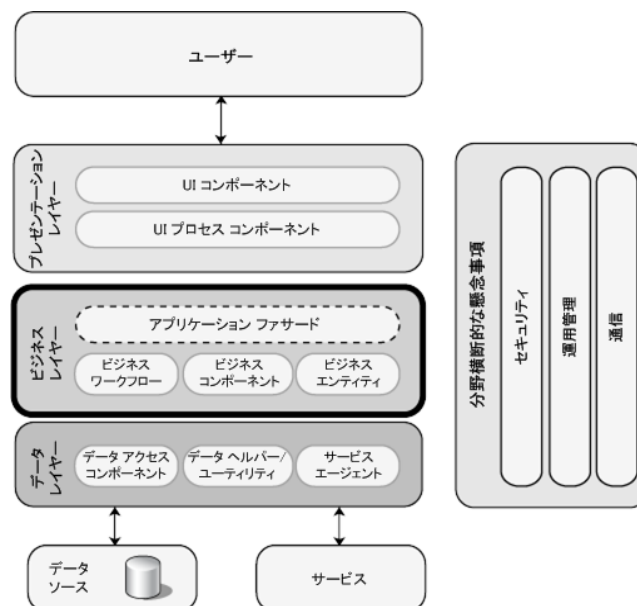 ユーザー
プレゼンテーション
レイヤー
UI コンポーネント
UI プロセス コンポーネント
ビジネス
レイヤー
アプリケーション ファサード
ビジネス
ワークフロー
ビジネス
コンポーネント
ビジネス
エンティティ
データ
レイヤー
データ アクセス
コンポーネント
データ ヘルパー/
ユーティリティ
サービス
エージェント
データ
ソース
サービス
分野横断的な懸念事項
セキュリティ
運用管理
通信